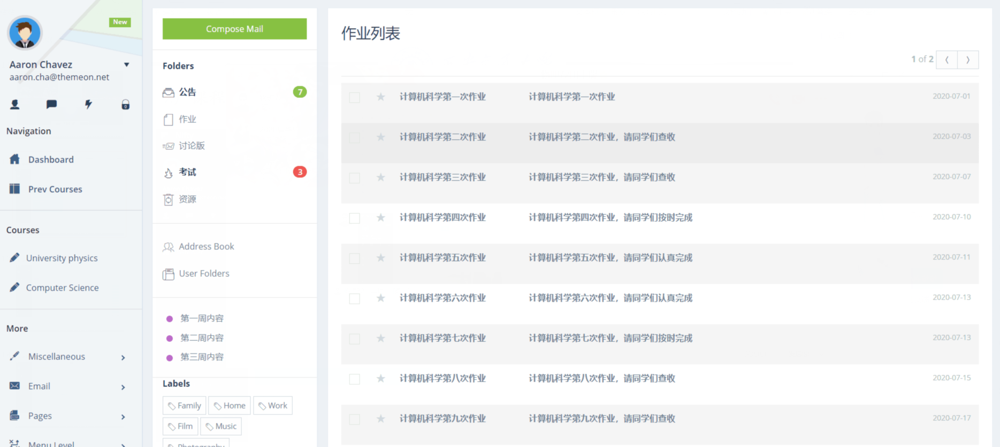 New
Aaron Chavez
aaron.cha@themeon.net
Navigation
Dashboard
Prev Courses
Courses
University physics
Computer Science
More
Miscellaneous
Email
Pages
Menu Level
Compose Mail
Folders
公告 7
作业
讨论版
考试 3
资源
Address Book
User Folders
第一周内容
第二周内容
第三周内容
Labels
Family Home Work
Film Music
Photography
作业列表
1 of 2
计算机科学第一次作业 计算机科学第一次作业 2020-07-01
计算机科学第二次作业 计算机科学第二次作业，请同学们查收 2020-07-03
计算机科学第三次作业 计算机科学第三次作业，请同学们查收 2020-07-07
计算机科学第四次作业 计算机科学第四次作业，请同学们按时完成 2020-07-10
计算机科学第五次作业 计算机科学第五次作业，请同学们认真完成 2020-07-11
计算机科学第六次作业 计算机科学第六次作业，请同学们认真完成 2020-07-13
计算机科学第七次作业 计算机科学第七次作业，请同学们按时完成 2020-07-13
计算机科学第八次作业 计算机科学第八次作业，请同学们查收 2020-07-15
计算机科学第九次作业 计算机科学第九次作业，请同学们查收 2020-07-17